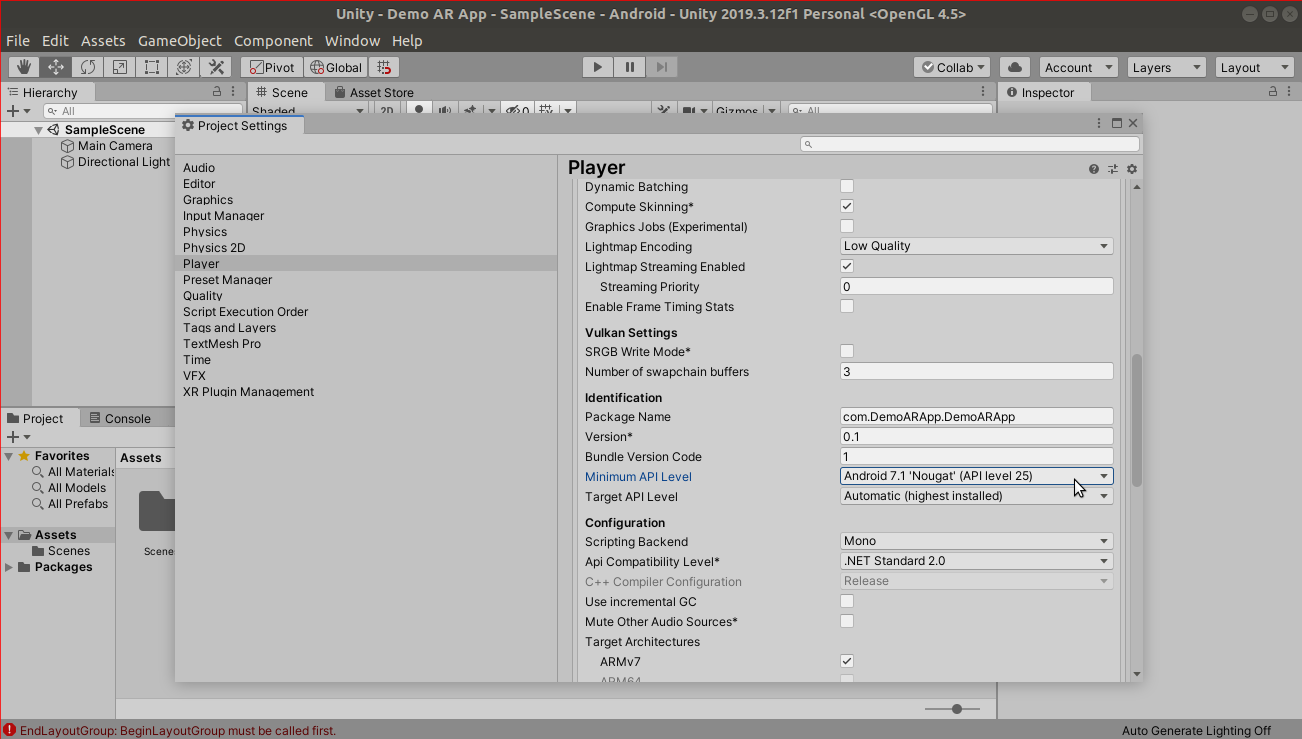 Unity - Demo AR App - SampleScene - Android - Unity 2019.3.12f1 Personal <OpenGL 4.5>
File Edit Assets GameObject Component Window Help
Pivot Global Collab Account Layers Layout
Hierarchy Scene Asset Store Inspector
All Shaded 2D 0 Gizmos All
SampleScene
Main Camera
Directional Light
Project Settings
Audio
Editor
Graphics
Input Manager
Physics
Physics 2D
Player
Preset Manager
Quality
Script Execution Order
Tags and Layers
TextMesh Pro
Time
VFX
XR Plugin Management
Player
Dynamic Batching
Compute Skinning*
Graphics Jobs (Experimental)
Lightmap Encoding Low Quality
Lightmap Streaming Enabled
Streaming Priority 0
Enable Frame Timing Stats
Vulkan Settings
SRGB Write Mode*
Number of swapchain buffers 3
Identification
Package Name com.DemoARApp.DemoARApp
Version* 0.1
Bundle Version Code 1
Minimum API Level Android 7.1 'Nougat' (API level 25)
Target API Level Automatic (highest installed)
Configuration
Scripting Backend Mono
Api Compatibility Level* .NET Standard 2.0
C++ Compiler Configuration Release
Use incremental GC
Mute Other Audio Sources*
Target Architectures
ARMv7
ARM64
Project Console
Favorites
All Materials
All Models
All Prefabs
Assets
Scenes
Packages
Assets
Scene
EndLayoutGroup: BeginLayoutGroup must be called first.
Auto Generate Lighting Off